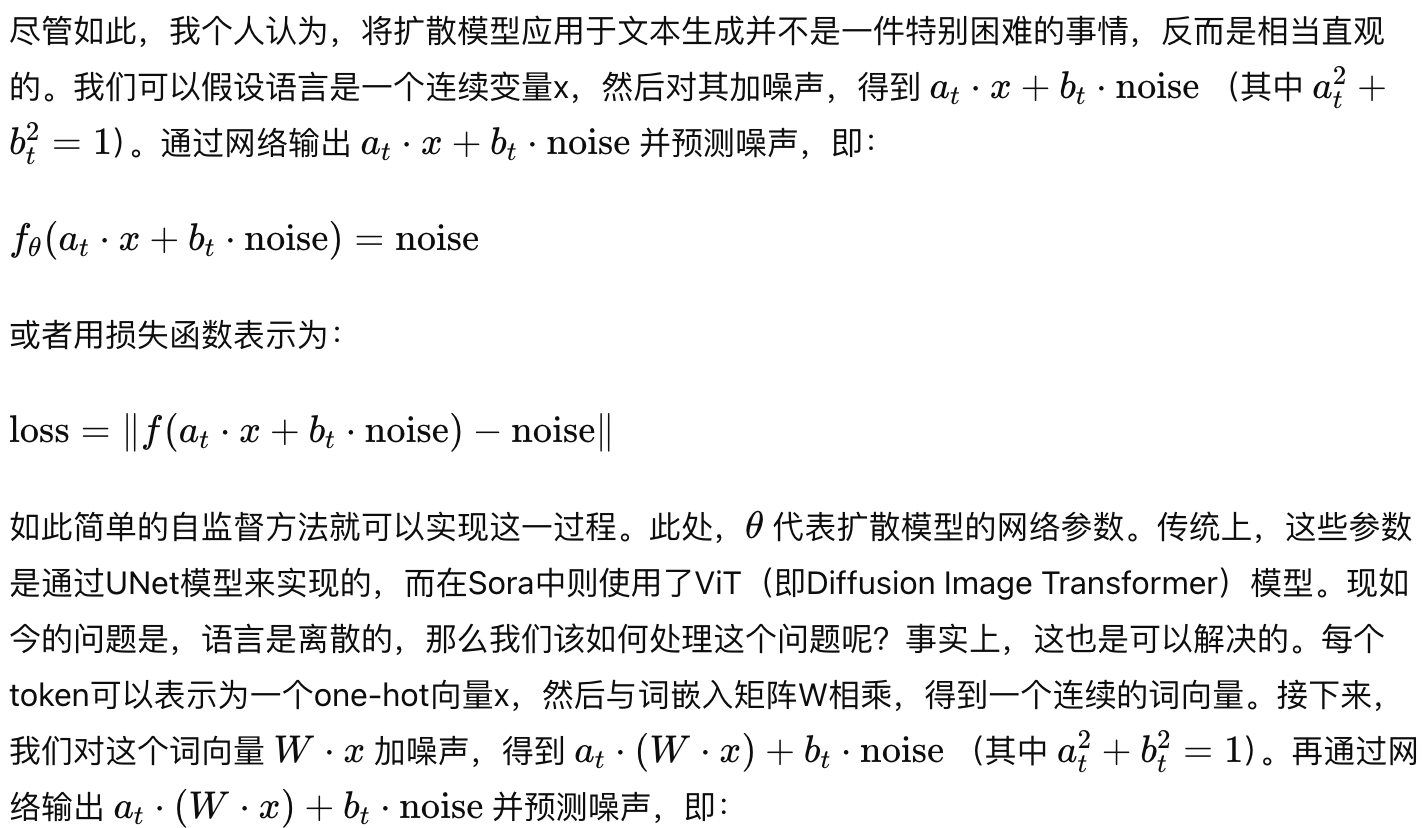 尽管如此，我个人认为，将扩散模型应用于文本生成并不是一件特别困难的事情，反而是相当直观
的。我们可以假设语言是一个连续变量x，然后对其加噪声，得到 $a_t \cdot x + b_t \cdot \text{noise}$ （其中 $a_t^2 +$
$b_t^2 = 1$）。通过网络输出 $a_t \cdot x + b_t \cdot \text{noise}$ 并预测噪声，即：
$f_\theta(a_t \cdot x + b_t \cdot \text{noise}) = \text{noise}$
或者用损失函数表示为：
$\text{loss} = \|f(a_t \cdot x + b_t \cdot \text{noise}) - \text{noise}\|$
如此简单的自监督方法就可以实现这一过程。此处，$\theta$ 代表扩散模型的网络参数。传统上，这些参数
是通过UNet模型来实现的，而在Sora中则使用了ViT（即Diffusion Image Transformer）模型。现如
今的问题是，语言是离散的，那么我们该如何处理这个问题呢？事实上，这也是可以解决的。每个
token可以表示为一个one-hot向量x，然后与词嵌入矩阵W相乘，得到一个连续的词向量。接下来，
我们对这个词向量 $W \cdot x$ 加噪声，得到 $a_t \cdot (W \cdot x) + b_t \cdot \text{noise}$ （其中 $a_t^2 + b_t^2 = 1$）。再通过网
络输出 $a_t \cdot (W \cdot x) + b_t \cdot \text{noise}$ 并预测噪声，即：